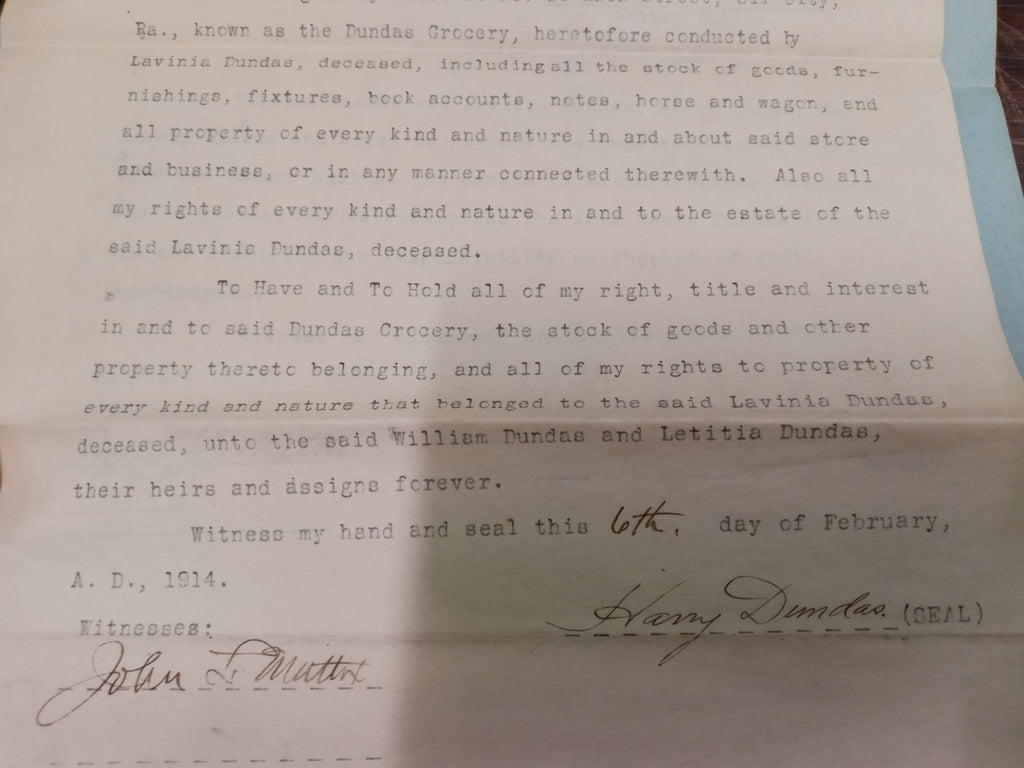 Main Street, Oil City,
Pa., known as the Dundas Grocery, heretofore conducted by
Lavinia Dundas, deceased, including all the stock of goods, fur-
nishings, fixtures, book accounts, notes, horse and wagon, and
all property of every kind and nature in and about said store
and business, or in any manner connected therewith. Also all
my rights of every kind and nature in and to the estate of the
said Lavinia Dundas, deceased.
To Have and To Hold all of my right, title and interest
in and to said Dundas Grocery, the stock of goods and other
property thereto belonging, and all of my rights to property of
every kind and nature that belonged to the said Lavinia Dundas,
deceased, unto the said William Dundas and Letitia Dundas,
their heirs and assigns forever.
Witness my hand and seal this 6th. day of February,
A. D., 1914.
Harry Dundas. (SEAL)
Witnesses:
John